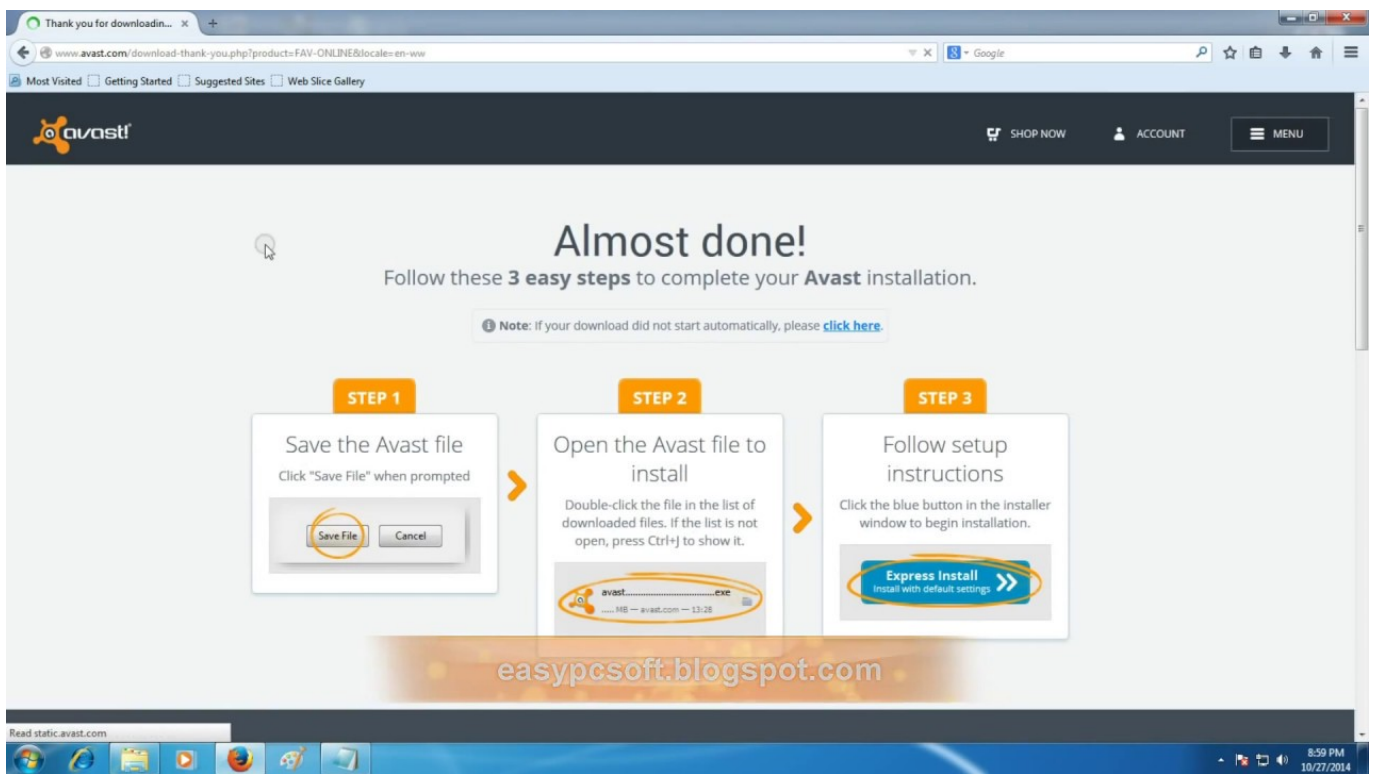 Thank you for downloadin...
www.avast.com/download-thank-you.php?product=FAV-ONLINE&locale=en-ww
Google
Most Visited Getting Started Suggested Sites Web Slice Gallery
avast!
SHOP NOW ACCOUNT MENU
Almost done!
Follow these 3 easy steps to complete your Avast installation.
Note: If your download did not start automatically, please click here.
STEP 1
Save the Avast file
Click "Save File" when prompted
Save File Cancel
STEP 2
Open the Avast file to
install
Double-click the file in the list of
downloaded files. If the list is not
open, press Ctrl+J to show it.
avast................................exe
..... MB — avast.com — 13:28
STEP 3
Follow setup
instructions
Click the blue button in the installer
window to begin installation.
Express Install
Install with default settings
easypcsoft.blogspot.com
Read static.avast.com
8:59 PM
10/27/2014